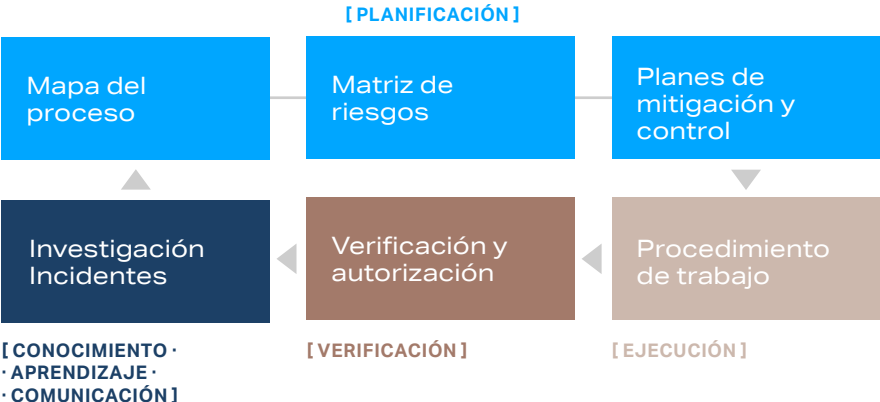 [ PLANIFICACIÓN ]
Mapa del
proceso
Matriz de
riesgos
Planes de
mitigación y
control
Investigación
Incidentes
Verificación y
autorización
Procedimiento
de trabajo
[ CONOCIMIENTO ·
· APRENDIZAJE ·
· COMUNICACIÓN ]
[ VERIFICACIÓN ]
[ EJECUCIÓN ]